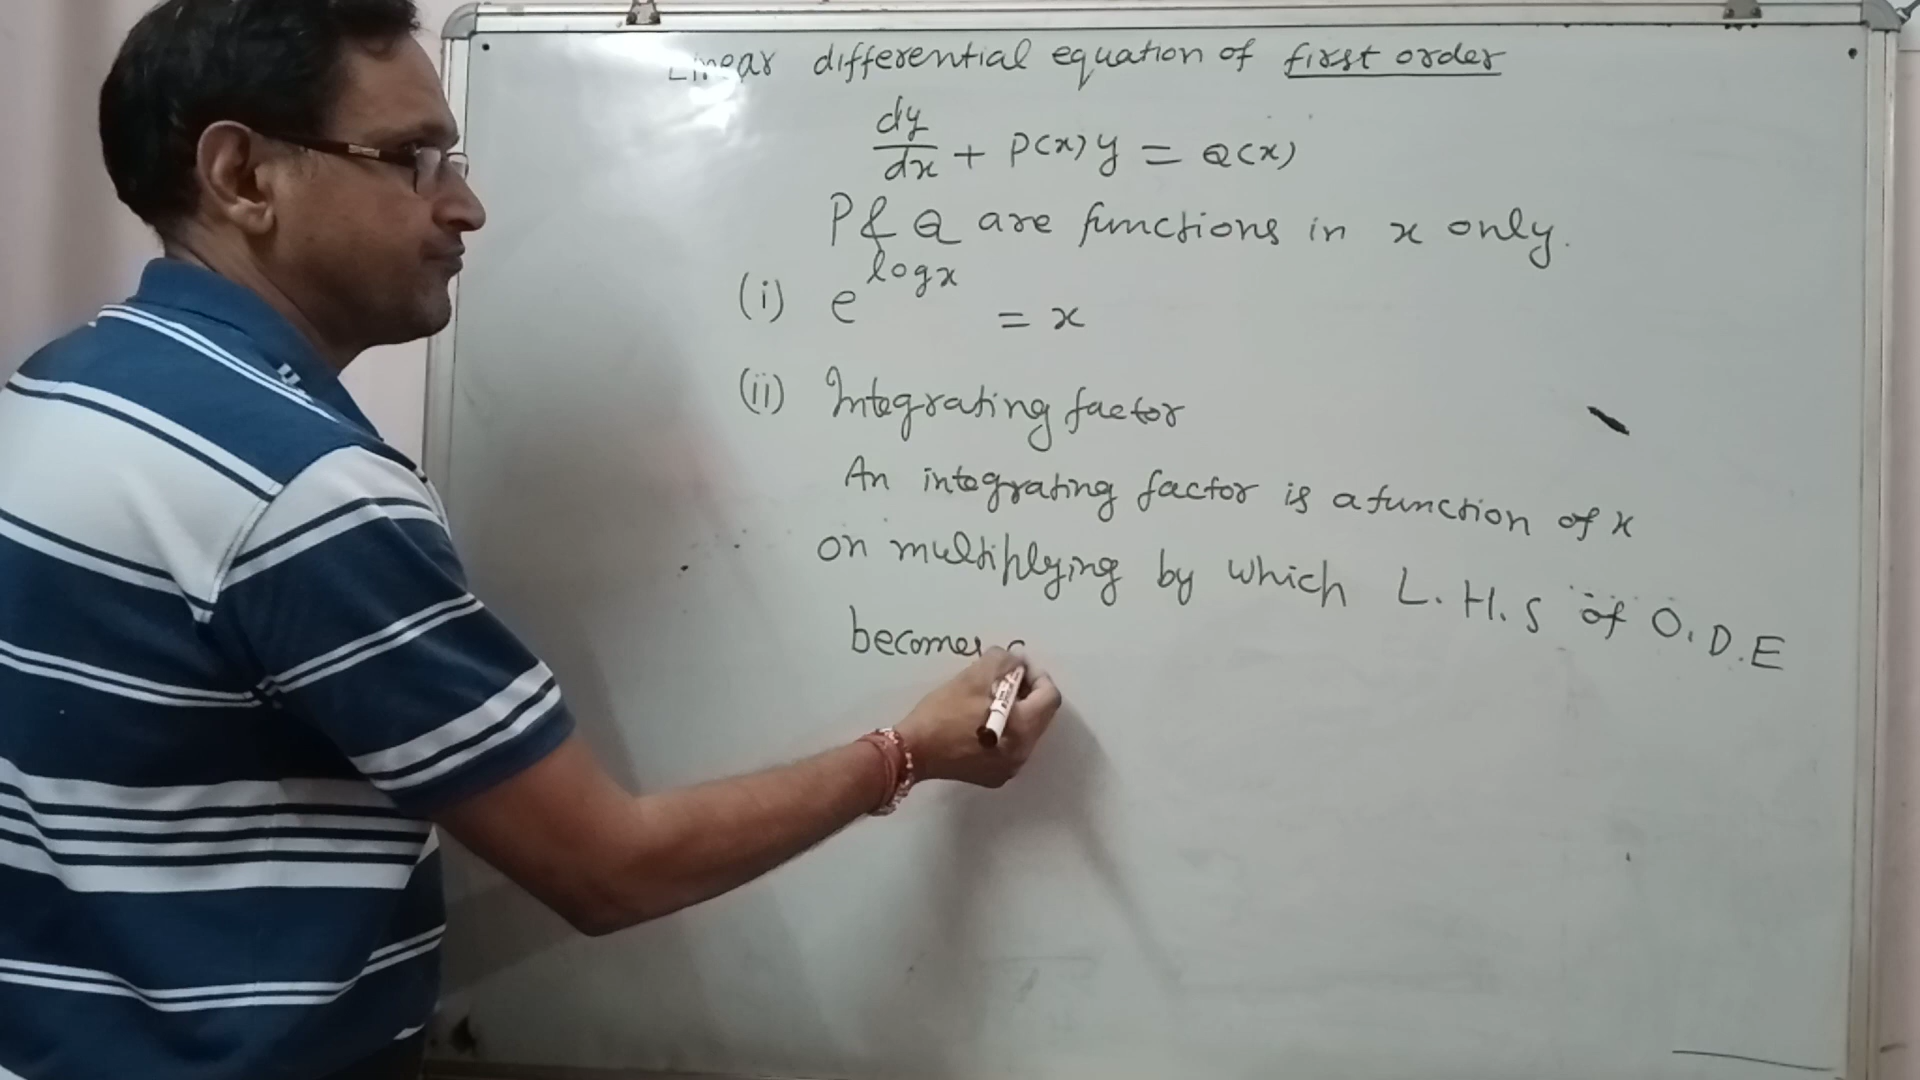 Linear differential equation of first order
dy/dx + P(x) y = Q(x)
P & Q are functions in x only.
(i) e^logx = x
(ii) Integrating factor
An integrating factor is a function of x
on multiplying by which L.H.S of O.D.E
becomes